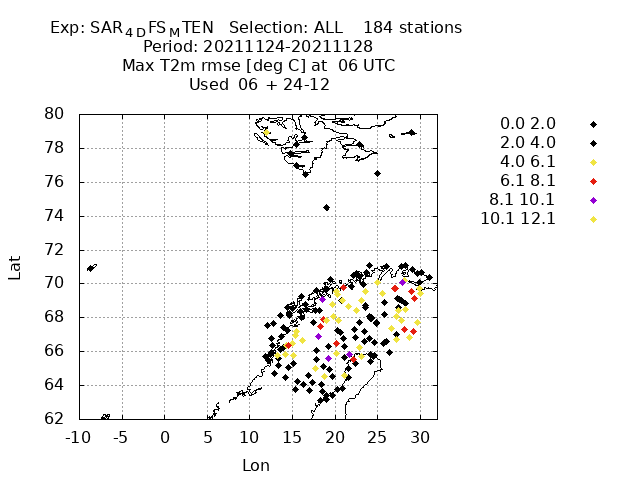 Exp: SAR4DFSMTEN Selection: ALL 184 stations
Period: 20211124-20211128
Max T2m rmse [deg C] at 06 UTC
Used 06 + 24-12
80
78
76
74
72
70
68
66
64
62
Lat
-10 -5 0 5 10 15 20 25 30
Lon
0.0 2.0
2.0 4.0
4.0 6.1
6.1 8.1
8.1 10.1
10.1 12.1